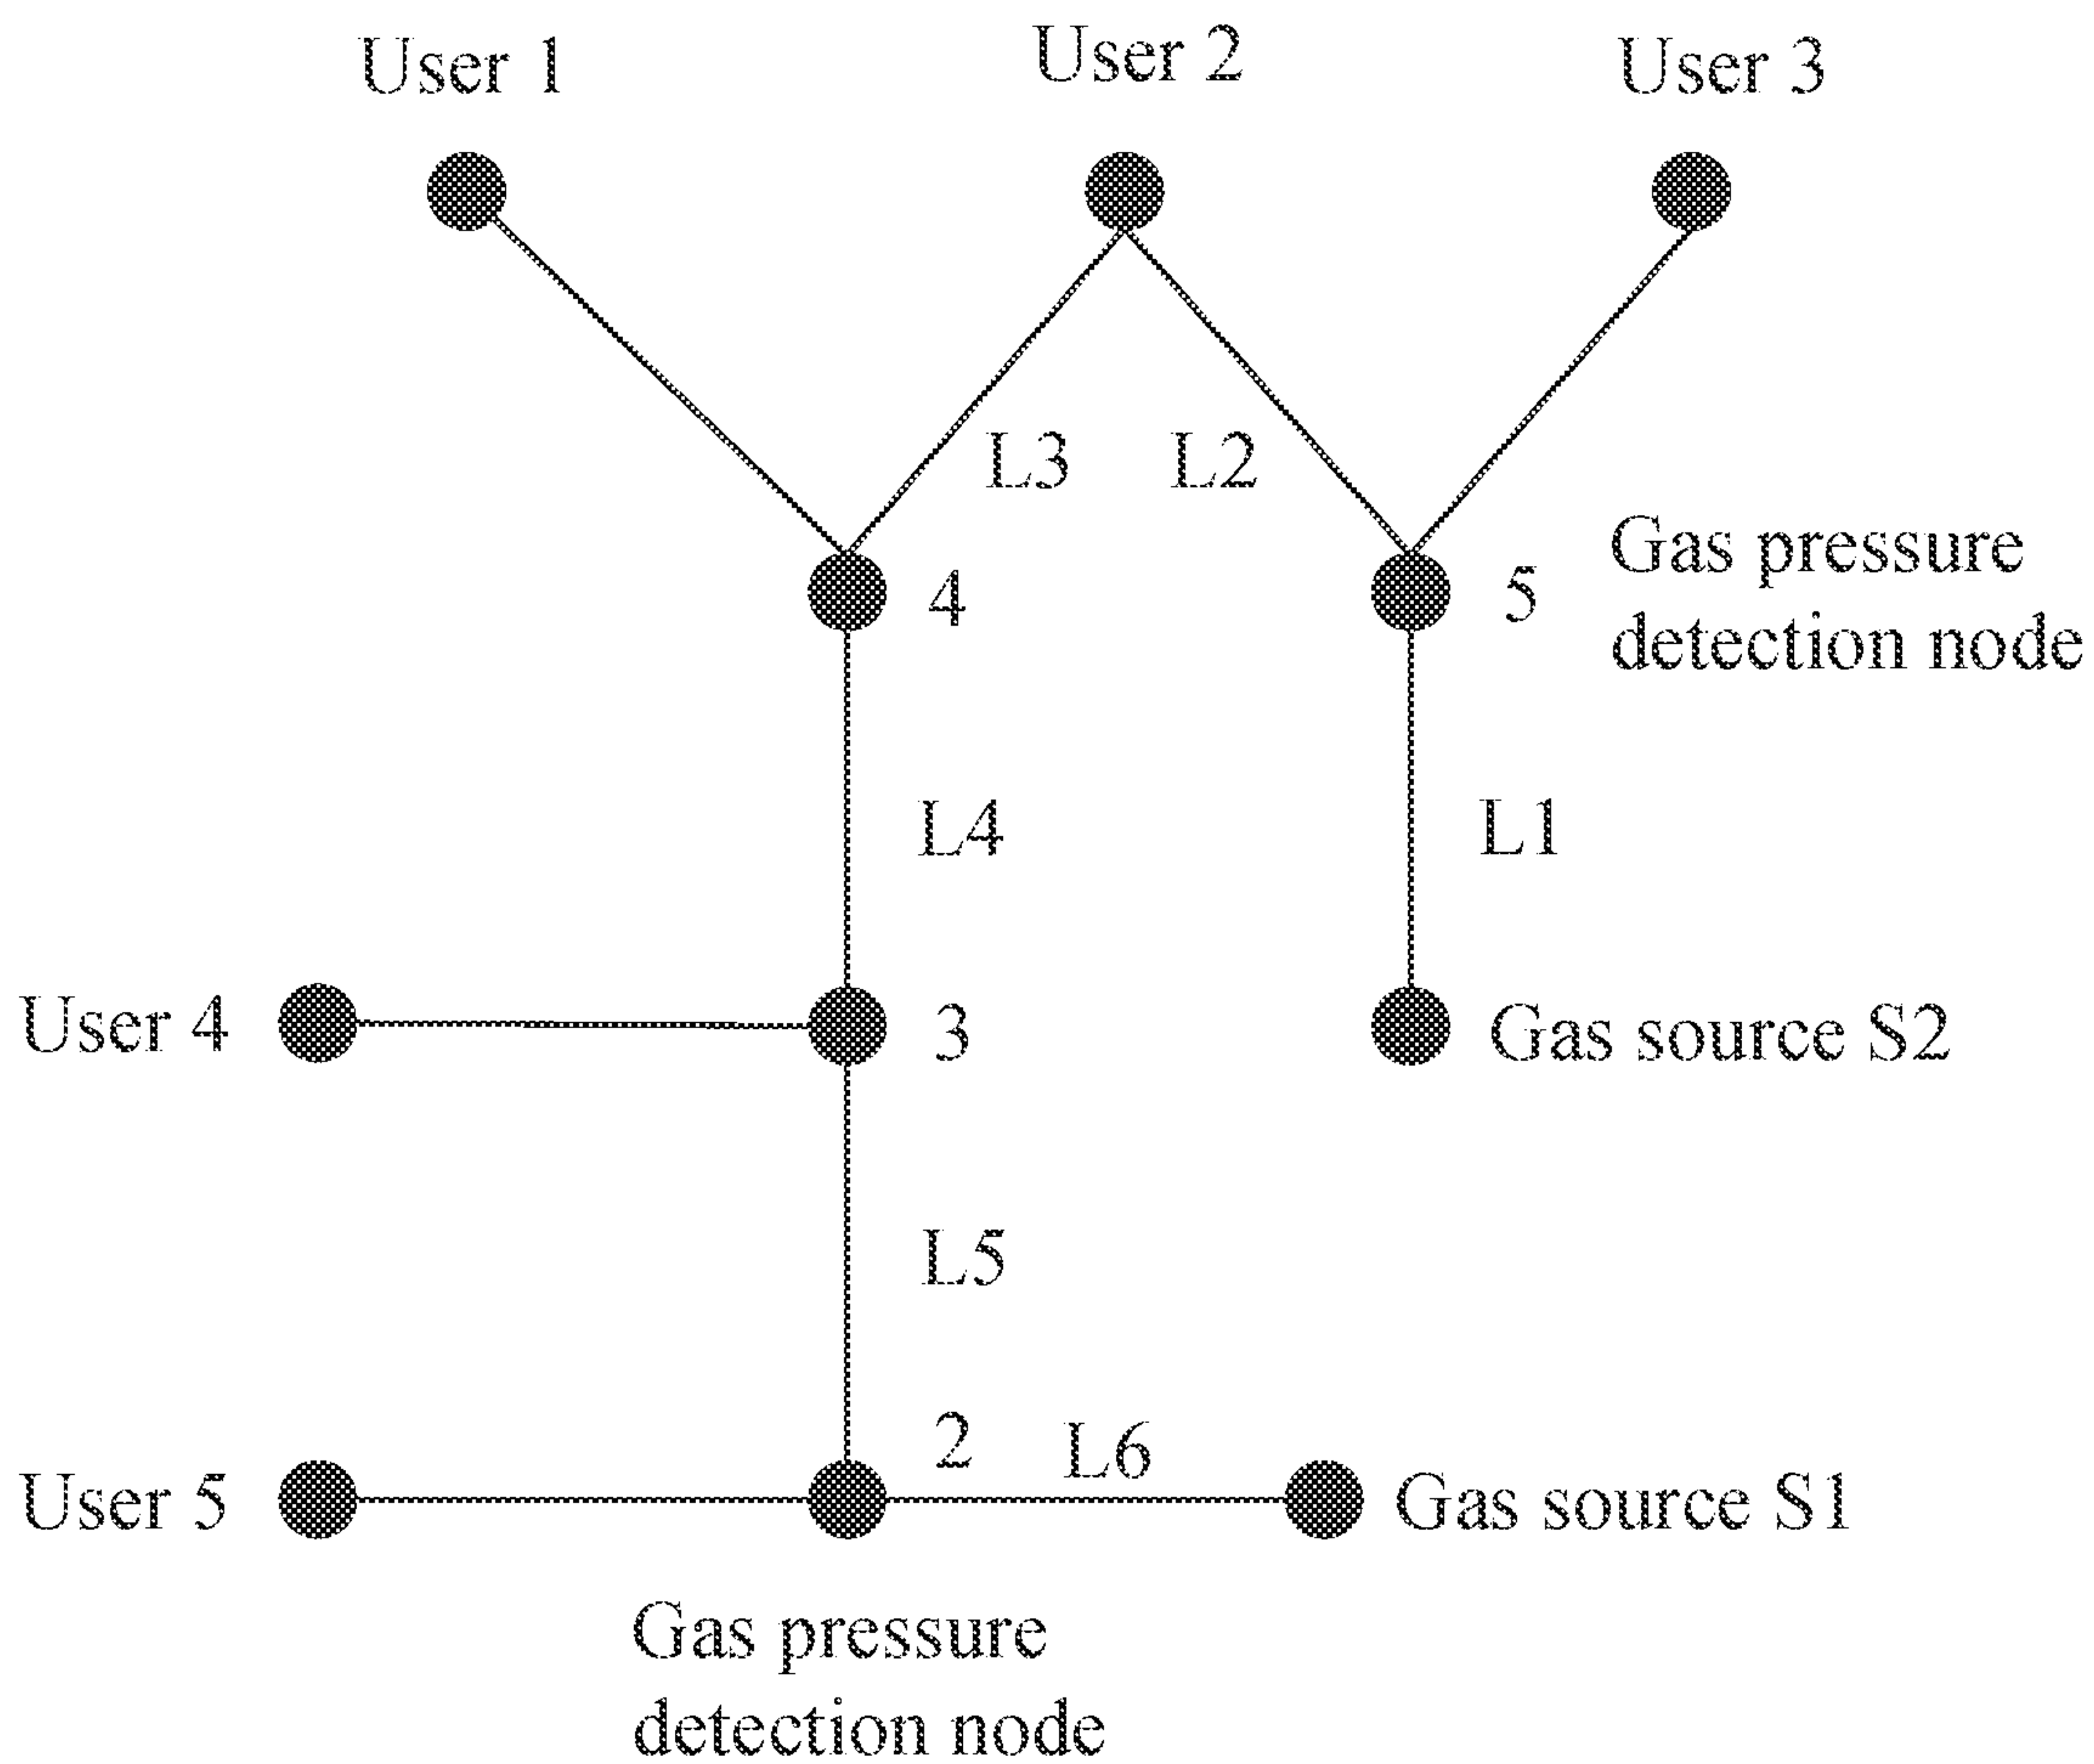 User 1
User 2
User 3
L3
L2
4
5
Gas pressure
detection node
L4
L1
User 4
3
Gas source S2
L5
User 5
2
L6
Gas source S1
Gas pressure
detection node